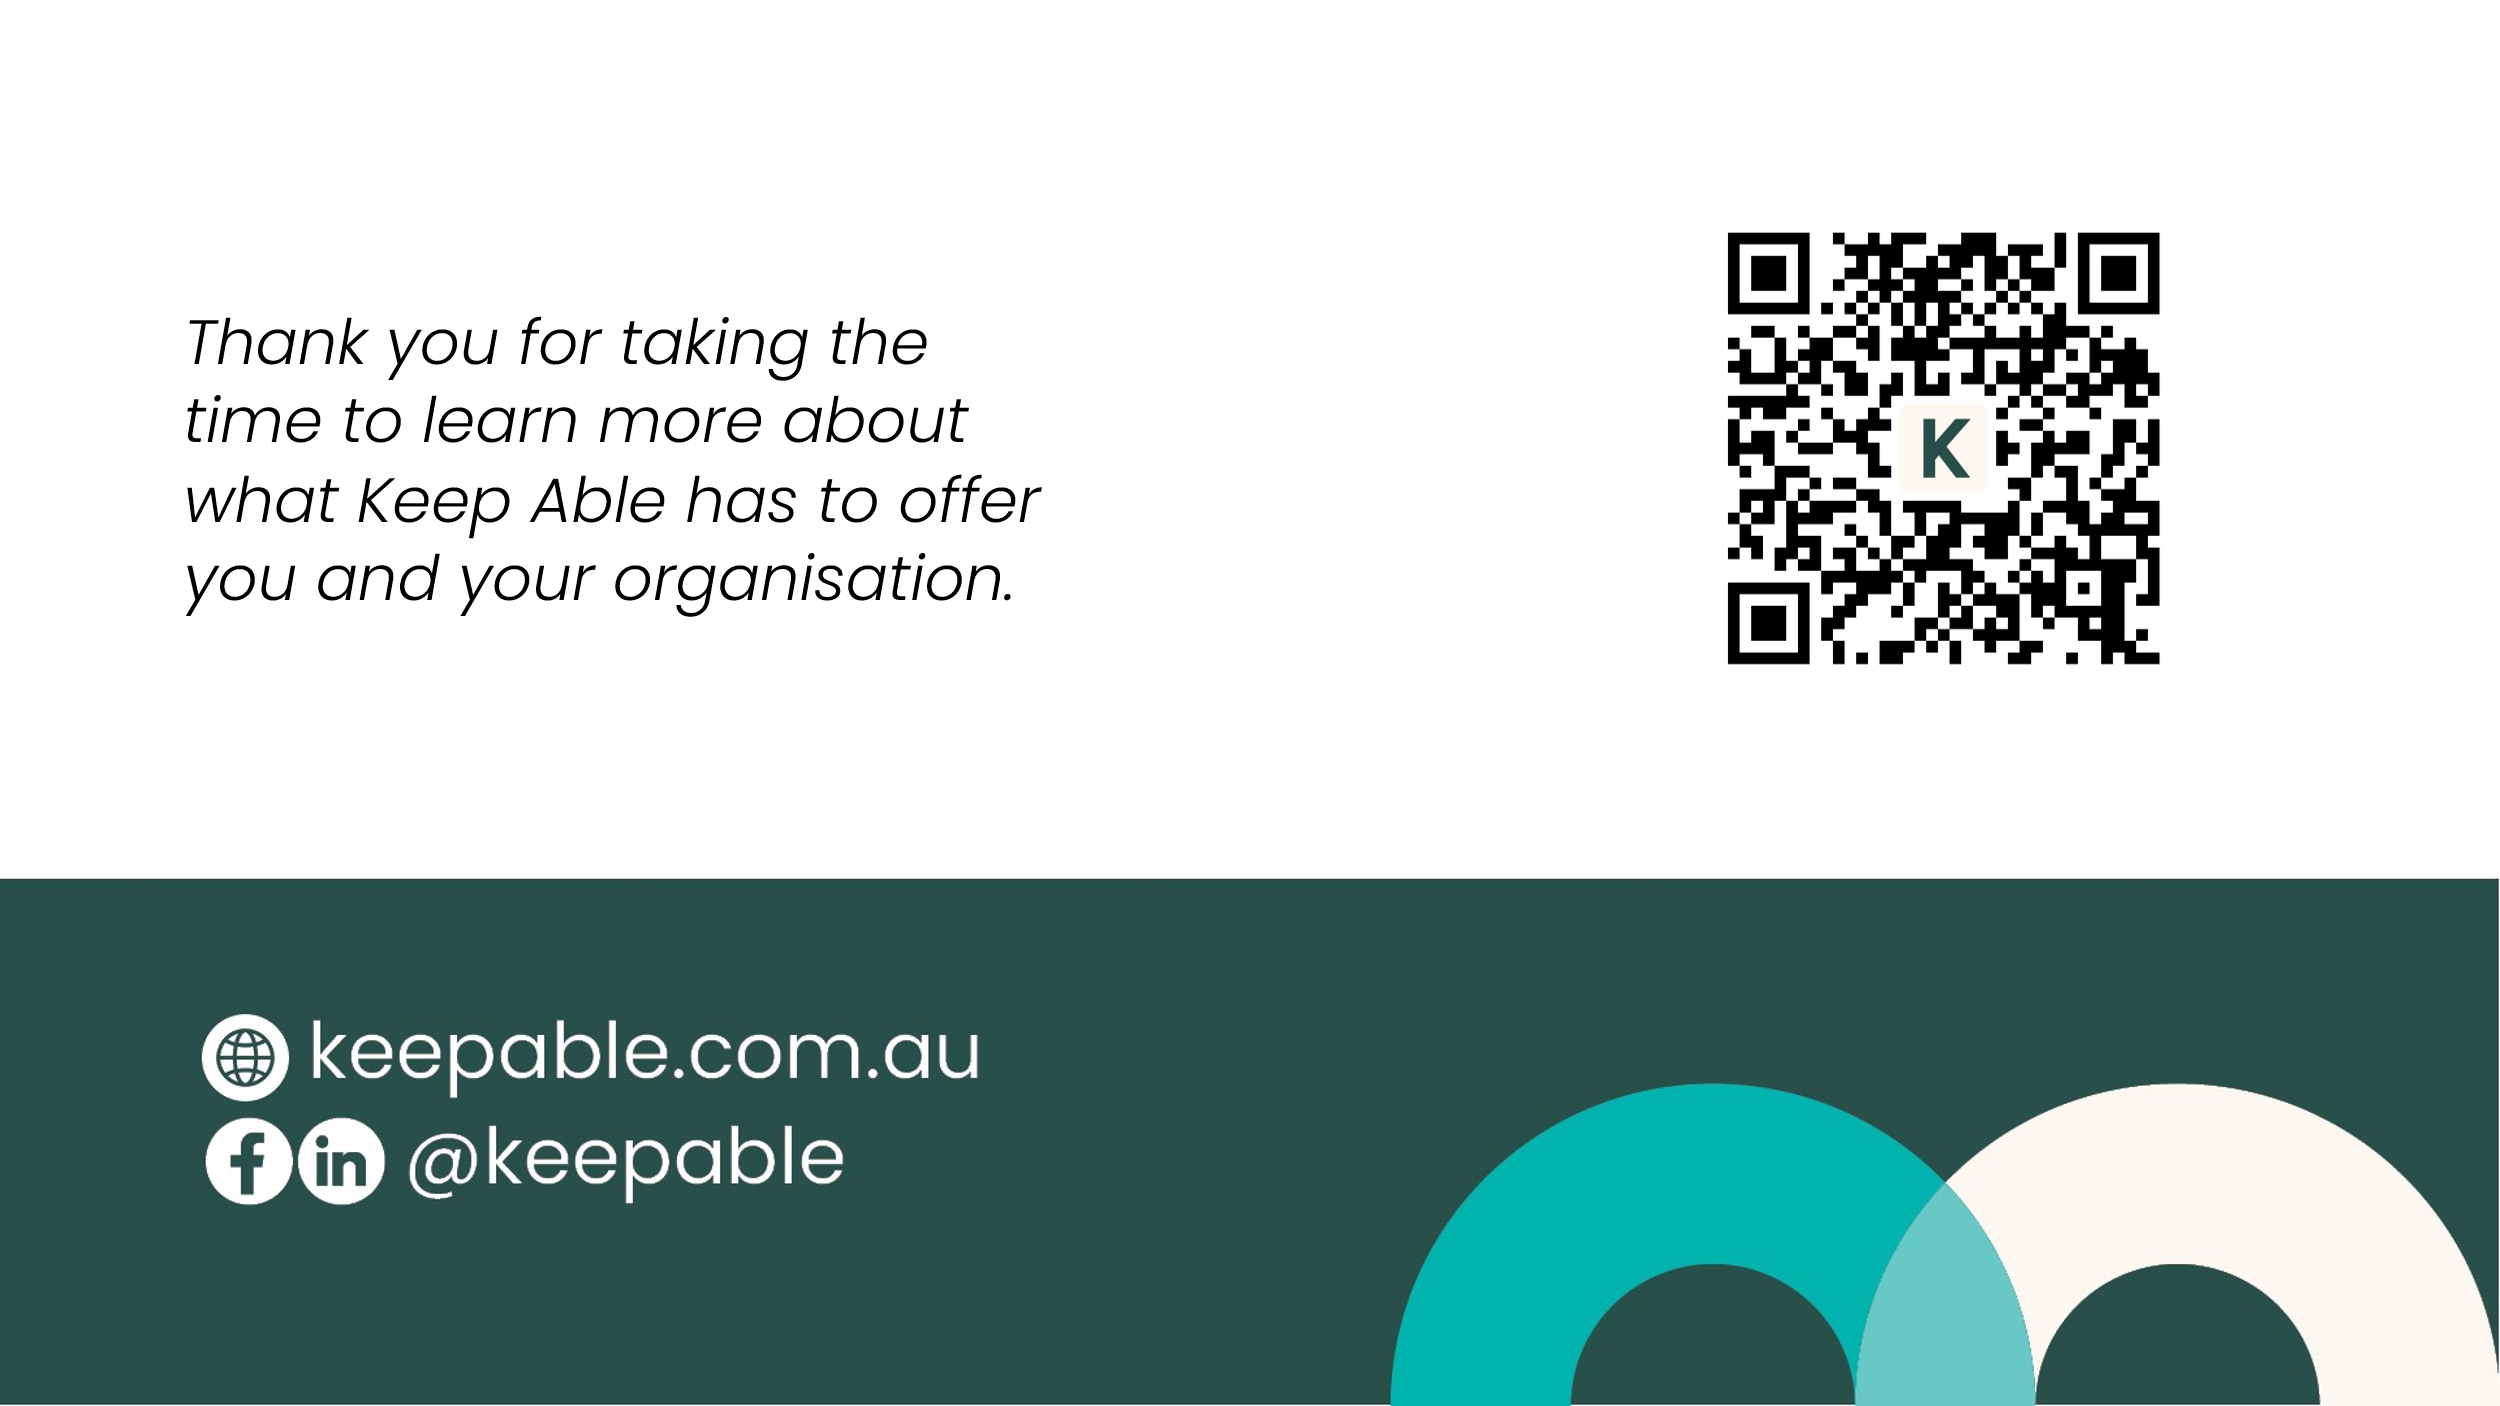 Thank you for taking the
time to learn more about
what Keep Able has to offer
you and your organisation.
K
keepable.com.au
f in @keepable